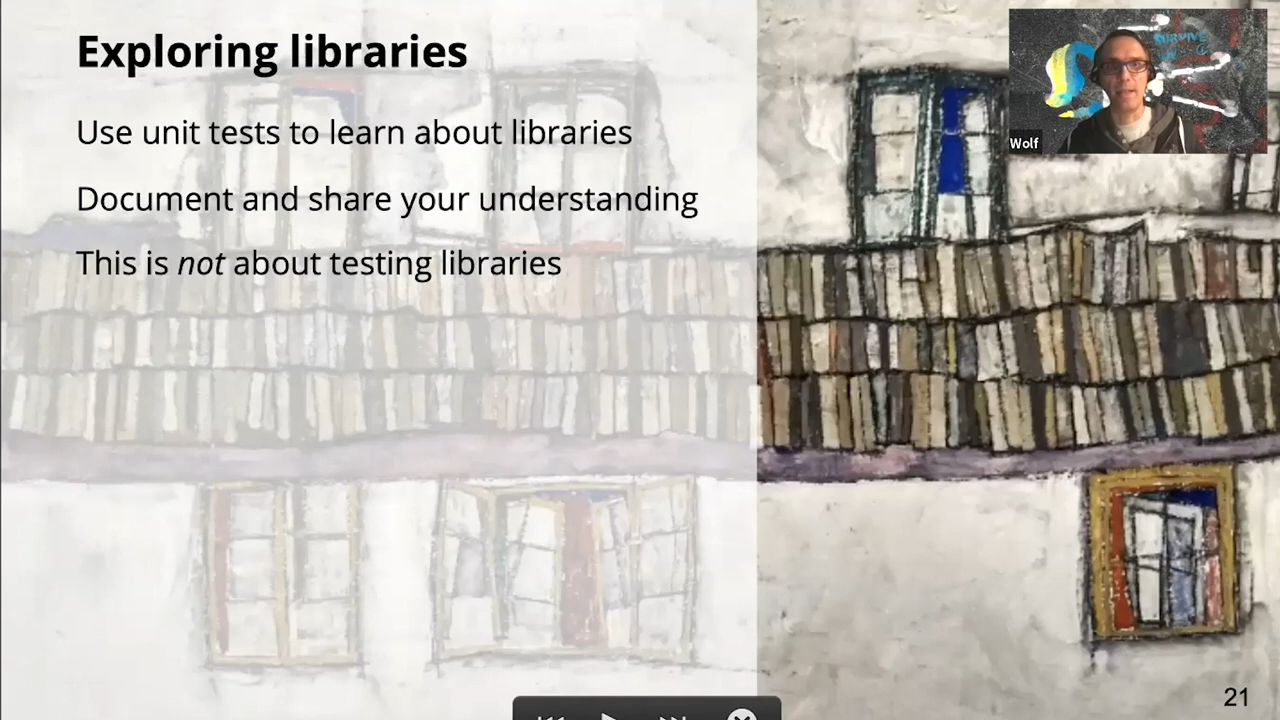 Exploring libraries
Use unit tests to learn about libraries
Document and share your understanding
This is not about testing libraries
SURVIVE
Wolf
21